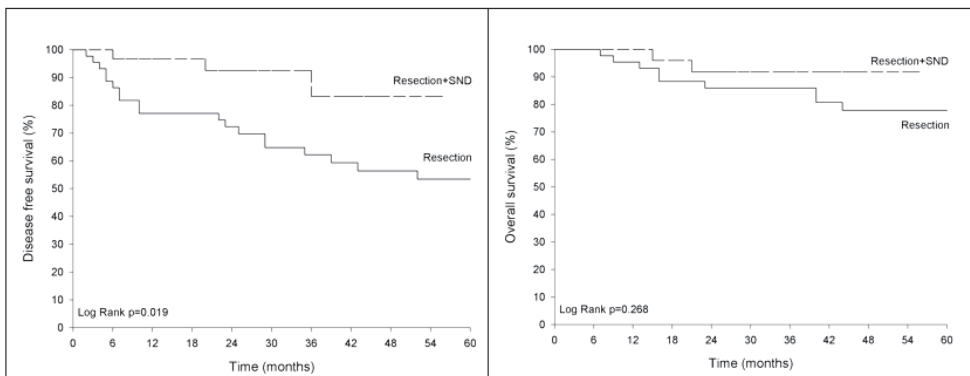 100
90
80
70
60
50
40
30
20
10
0
Disease free survival (%)
Resection+SND
Resection
Log Rank p=0.019
0 6 12 18 24 30 36 42 48 54 60
Time (months)
100
90
80
70
60
50
40
30
20
10
0
Overall survival (%)
Resection+SND
Resection
Log Rank p=0.268
0 6 12 18 24 30 36 42 48 54 60
Time (months)